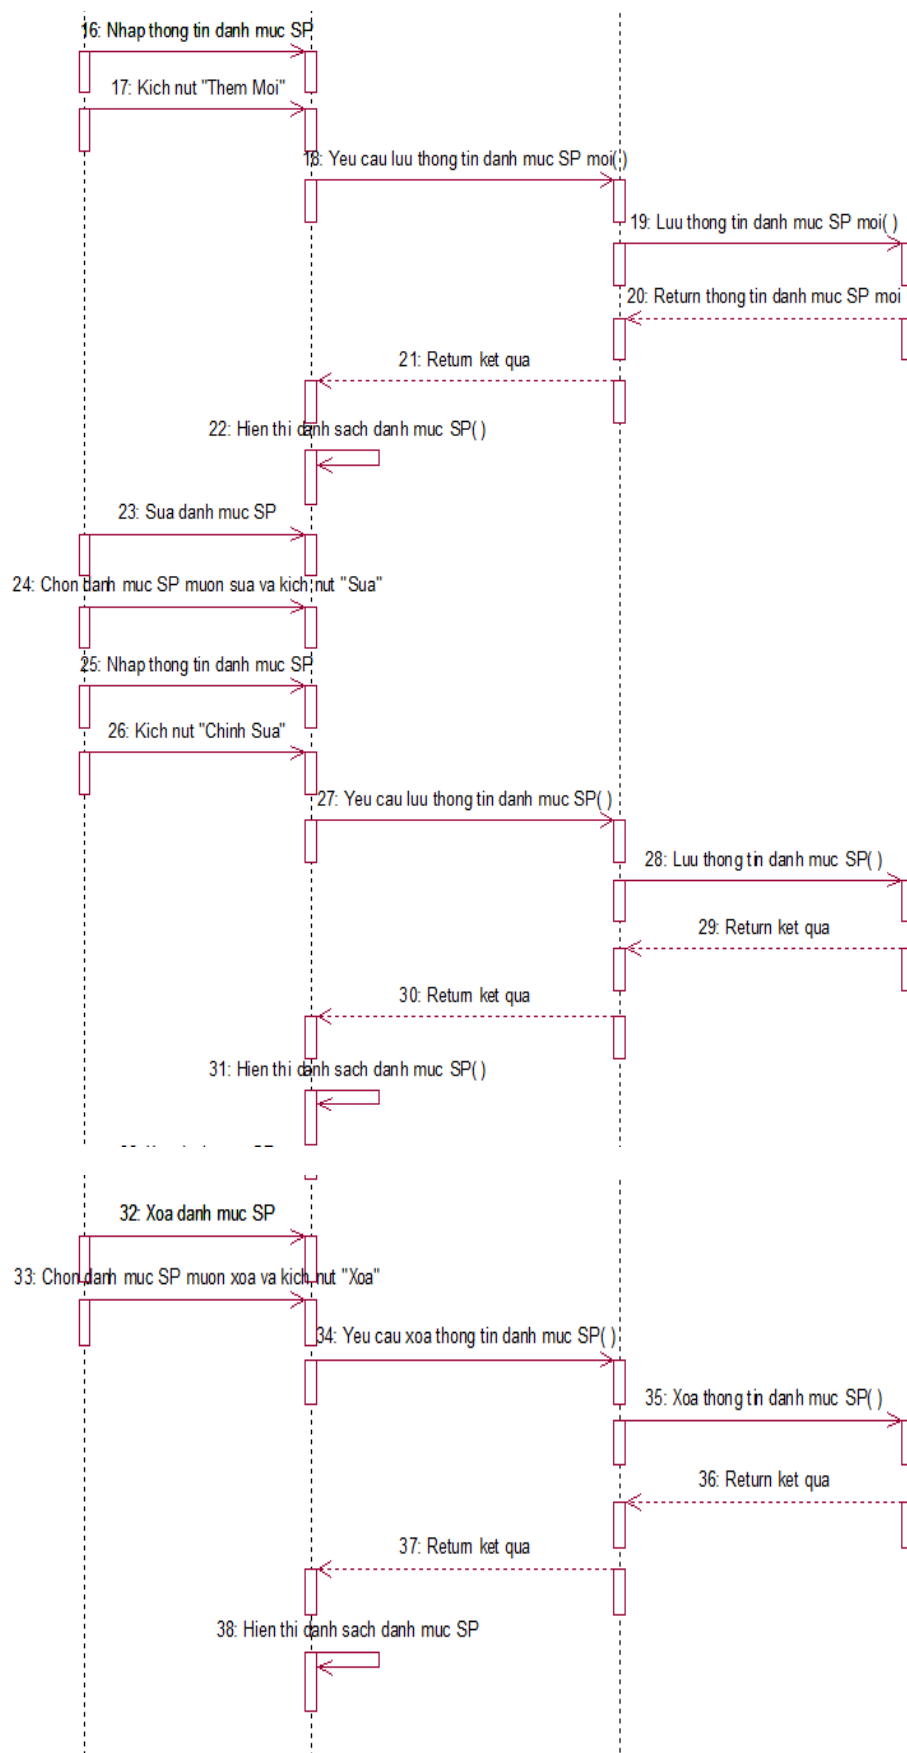 16: Nhap thong tin danh muc SP
17: Kich nut "Them Moi"
18: Yeu cau luu thong tin danh muc SP moi( )
19: Luu thong tin danh muc SP moi( )
20: Return thong tin danh muc SP moi
21: Return ket qua
22: Hien thi danh sach danh muc SP( )
23: Sua danh muc SP
24: Chon danh muc SP muon sua va kich nut "Sua"
25: Nhap thong tin danh muc SP
26: Kich nut "Chinh Sua"
27: Yeu cau luu thong tin danh muc SP( )
28: Luu thong tin danh muc SP( )
29: Return ket qua
30: Return ket qua
31: Hien thi danh sach danh muc SP( )
32: Xoa danh muc SP
33: Chon danh muc SP muon xoa va kich nut "Xoa"
34: Yeu cau xoa thong tin danh muc SP( )
35: Xoa thong tin danh muc SP( )
36: Return ket qua
37: Return ket qua
38: Hien thi danh sach danh muc SP